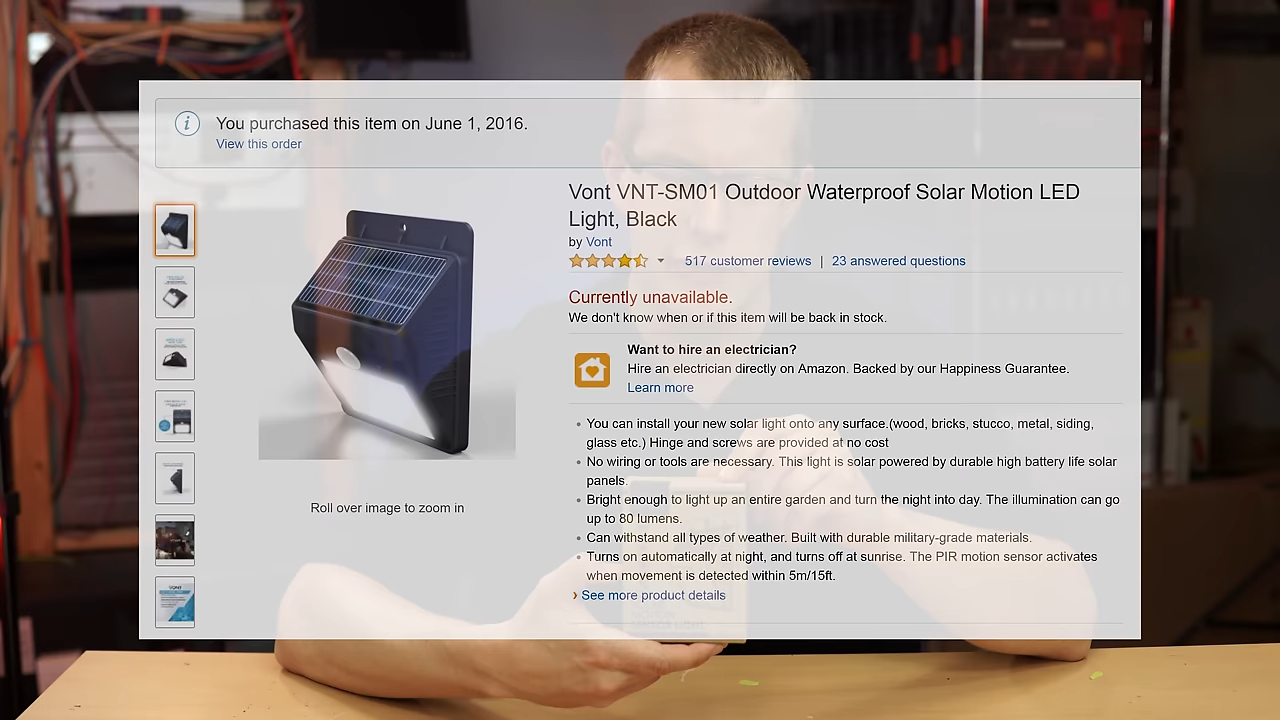 You purchased this item on June 1, 2016.
View this order
Vont VNT-SM01 Outdoor Waterproof Solar Motion LED
Light, Black
by Vont
517 customer reviews | 23 answered questions
Currently unavailable.
We don't know when or if this item will be back in stock.
Want to hire an electrician?
Hire an electrician directly on Amazon. Backed by our Happiness Guarantee.
Learn more
• You can install your new solar light onto any surface.(wood, bricks, stucco, metal, siding,
glass etc.) Hinge and screws are provided at no cost
• No wiring or tools are necessary. This light is solar powered by durable high battery life solar
panels.
• Bright enough to light up an entire garden and turn the night into day. The illumination can go
up to 80 lumens.
• Can withstand all types of weather. Built with durable military-grade materials.
• Turns on automatically at night, and turns off at sunrise. The PIR motion sensor activates
when movement is detected within 5m/15ft.
› See more product details
Roll over image to zoom in